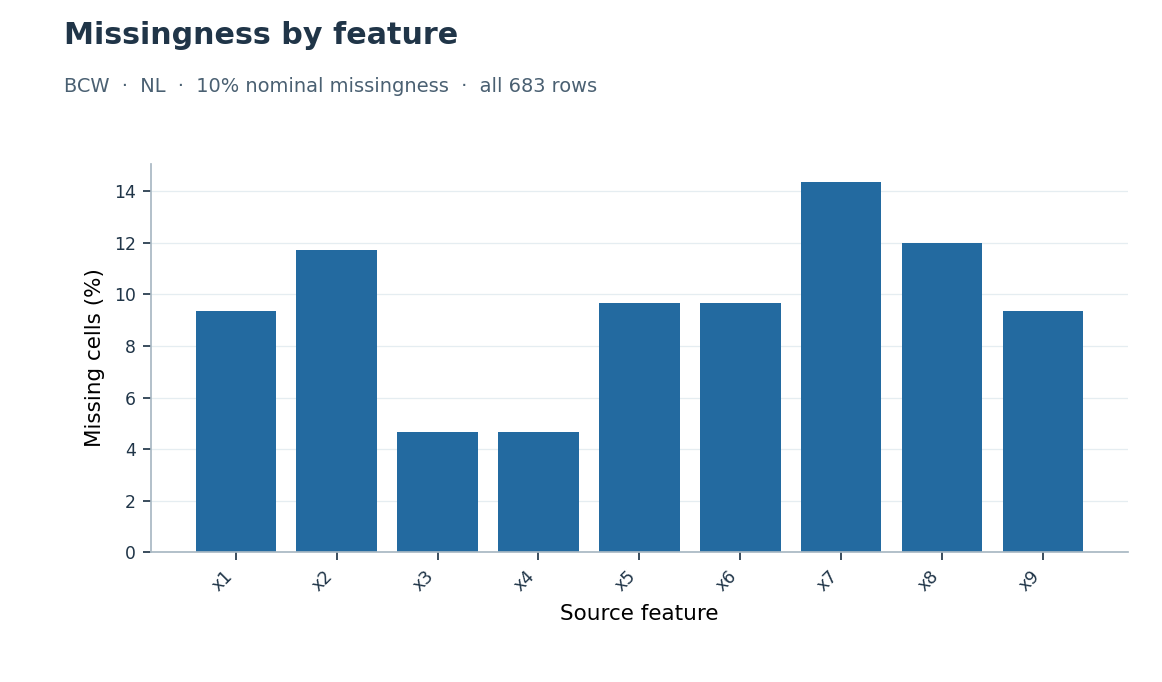 Missingness by feature
BCW · NL · 10% nominal missingness · all 683 rows
Missing cells (%)
14
12
10
8
6
4
2
0
x1 x2 x3 x4 x5 x6 x7 x8 x9
Source feature